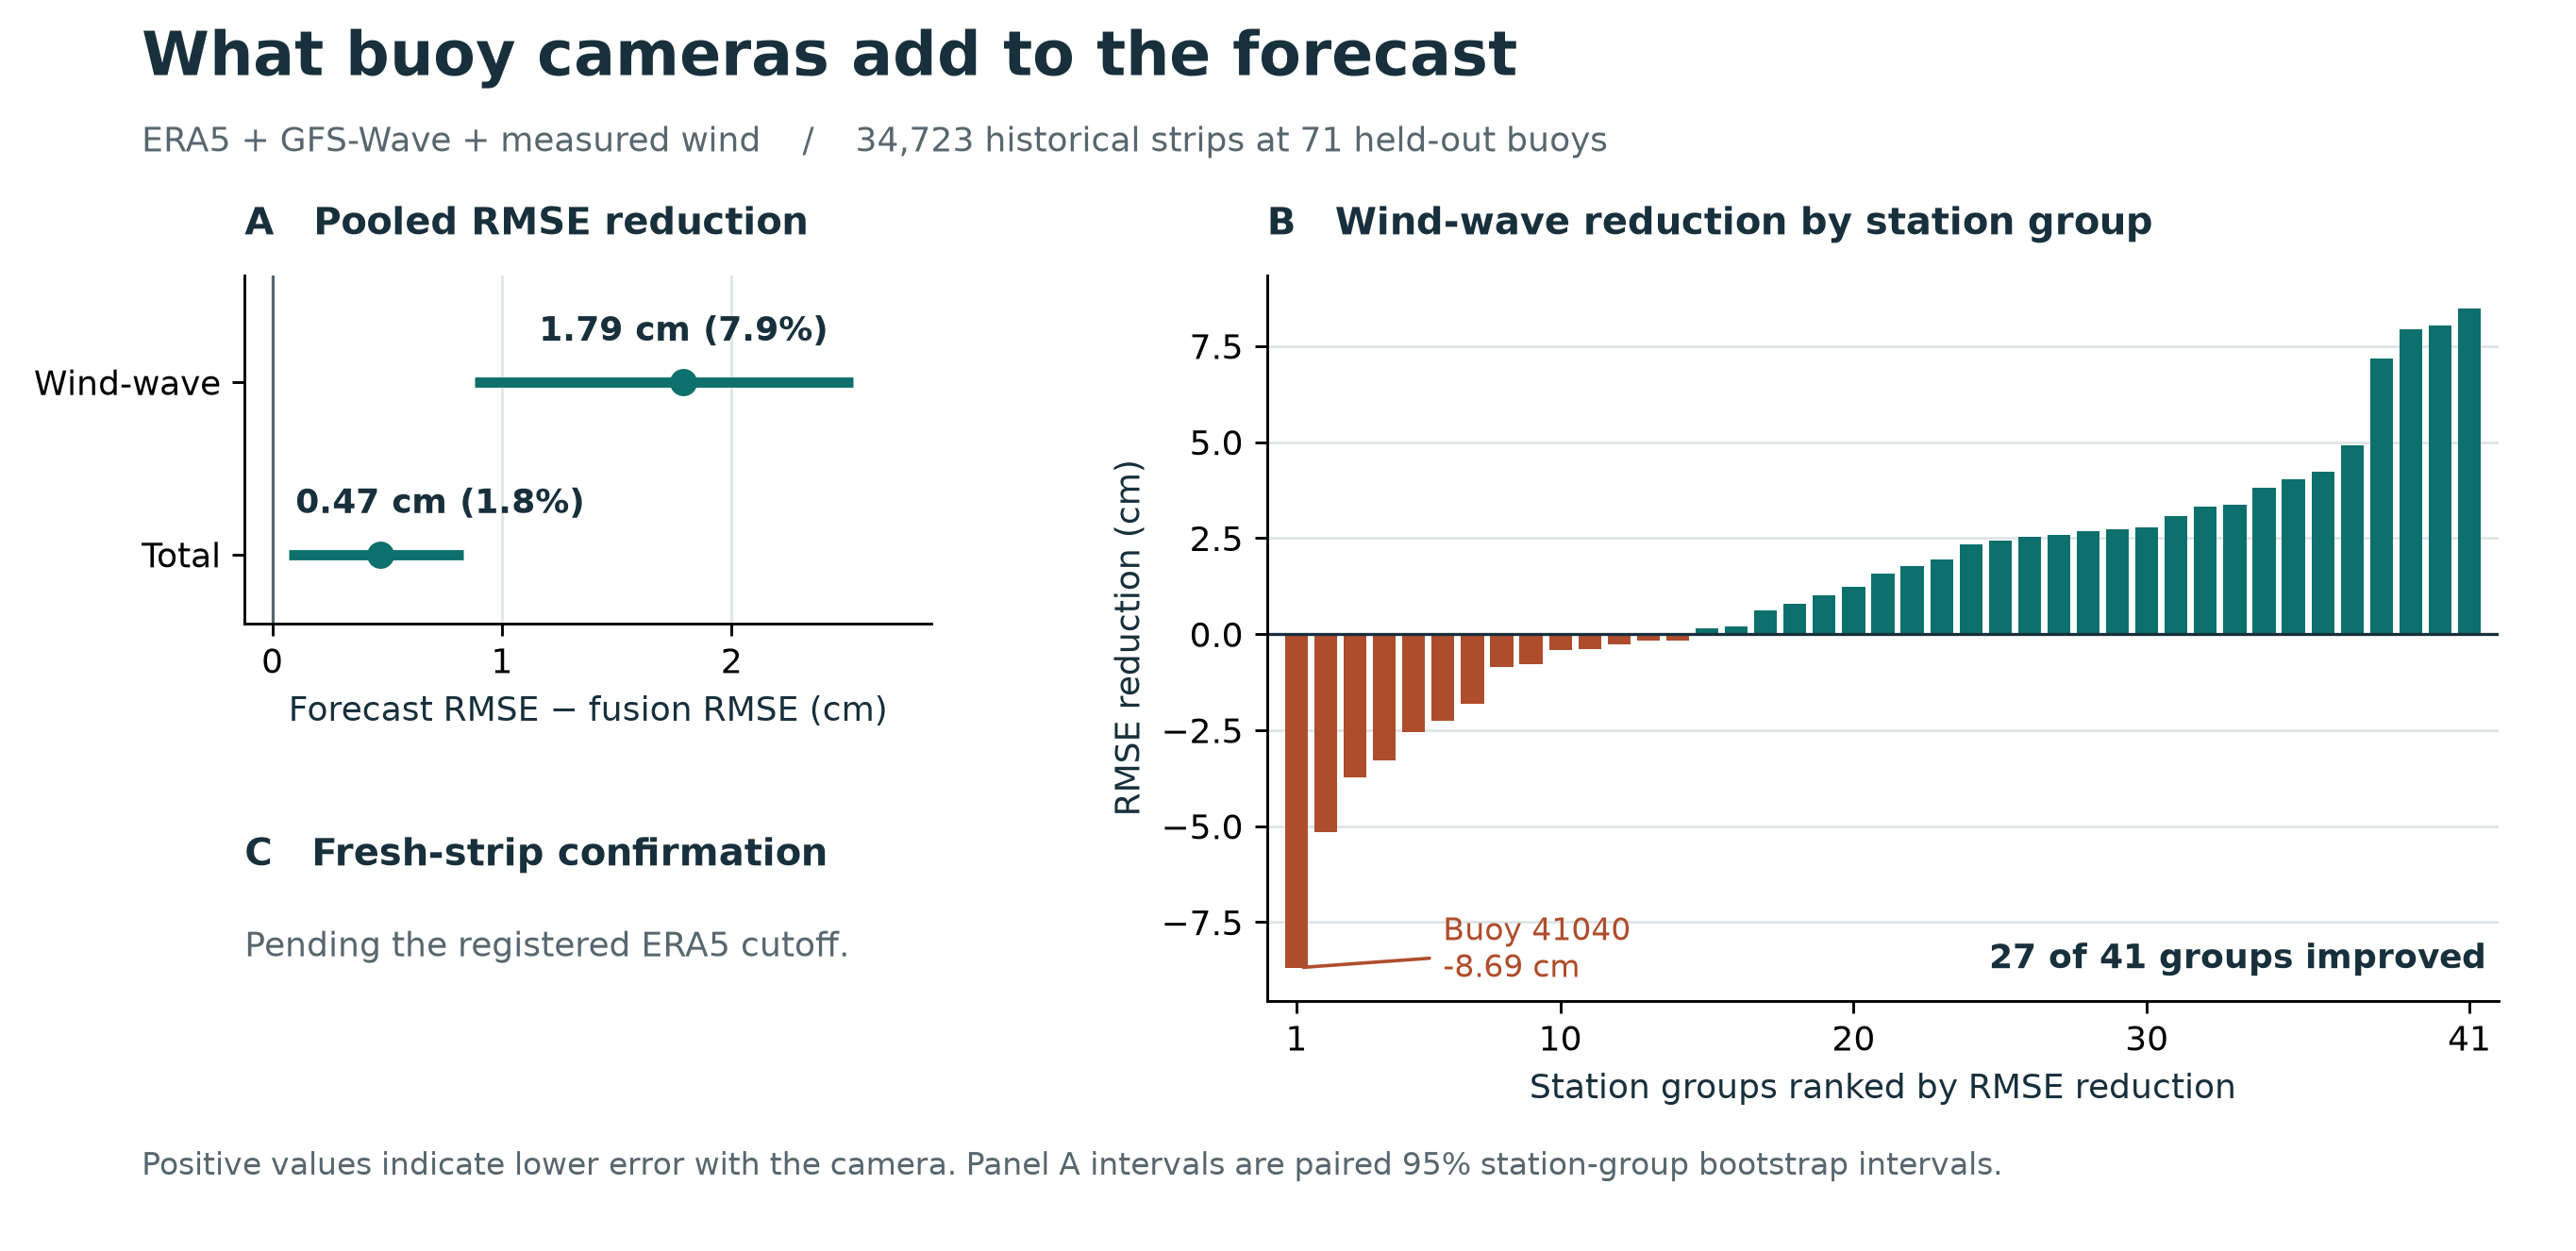 What buoy cameras add to the forecast
ERA5 + GFS-Wave + measured wind / 34,723 historical strips at 71 held-out buoys
A Pooled RMSE reduction
1.79 cm (7.9%)
Wind-wave
0.47 cm (1.8%)
Total
0 1 2
Forecast RMSE − fusion RMSE (cm)
C Fresh-strip confirmation
Pending the registered ERA5 cutoff.
B Wind-wave reduction by station group
RMSE reduction (cm)
7.5
5.0
2.5
0.0
−2.5
−5.0
−7.5
Buoy 41040
-8.69 cm
27 of 41 groups improved
1 10 20 30 41
Station groups ranked by RMSE reduction
Positive values indicate lower error with the camera. Panel A intervals are paired 95% station-group bootstrap intervals.